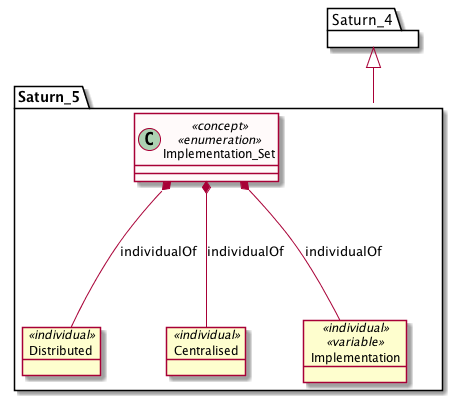 Saturn_4
Saturn_5
C
«concept»
«enumeration»
Implementation_Set
individualOf
individualOf
individualOf
«individual»
Distributed
«individual»
Centralised
«individual»
«variable»
Implementation